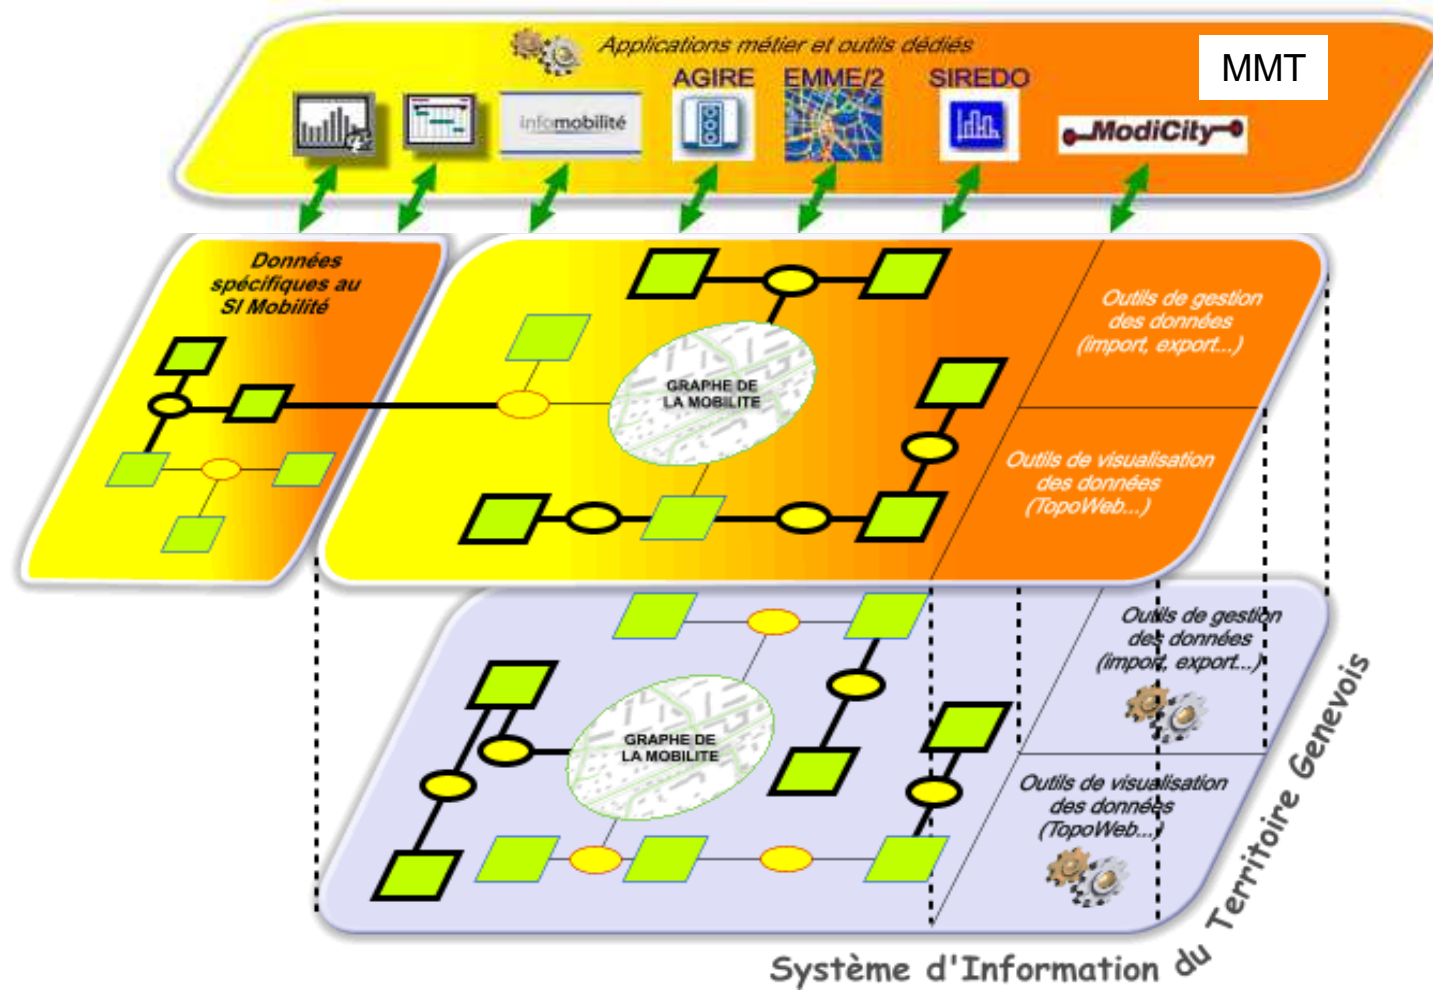 Applications métier et outils dédiés
MMT
AGIRE
EMME/2
SIREDO
infomobilité
ModiCity
Données
spécifiques au
SI Mobilité
GRAPHE DE
LA MOBILITE
Outils de gestion
des données
(import, export...)
Outils de visualisation
des données
(TopoWeb...)
GRAPHE DE
LA MOBILITE
Outils de gestion
des données
(import, export...)
Outils de visualisation
des données
(TopoWeb...)
Système d'Information du Territoire Genevois